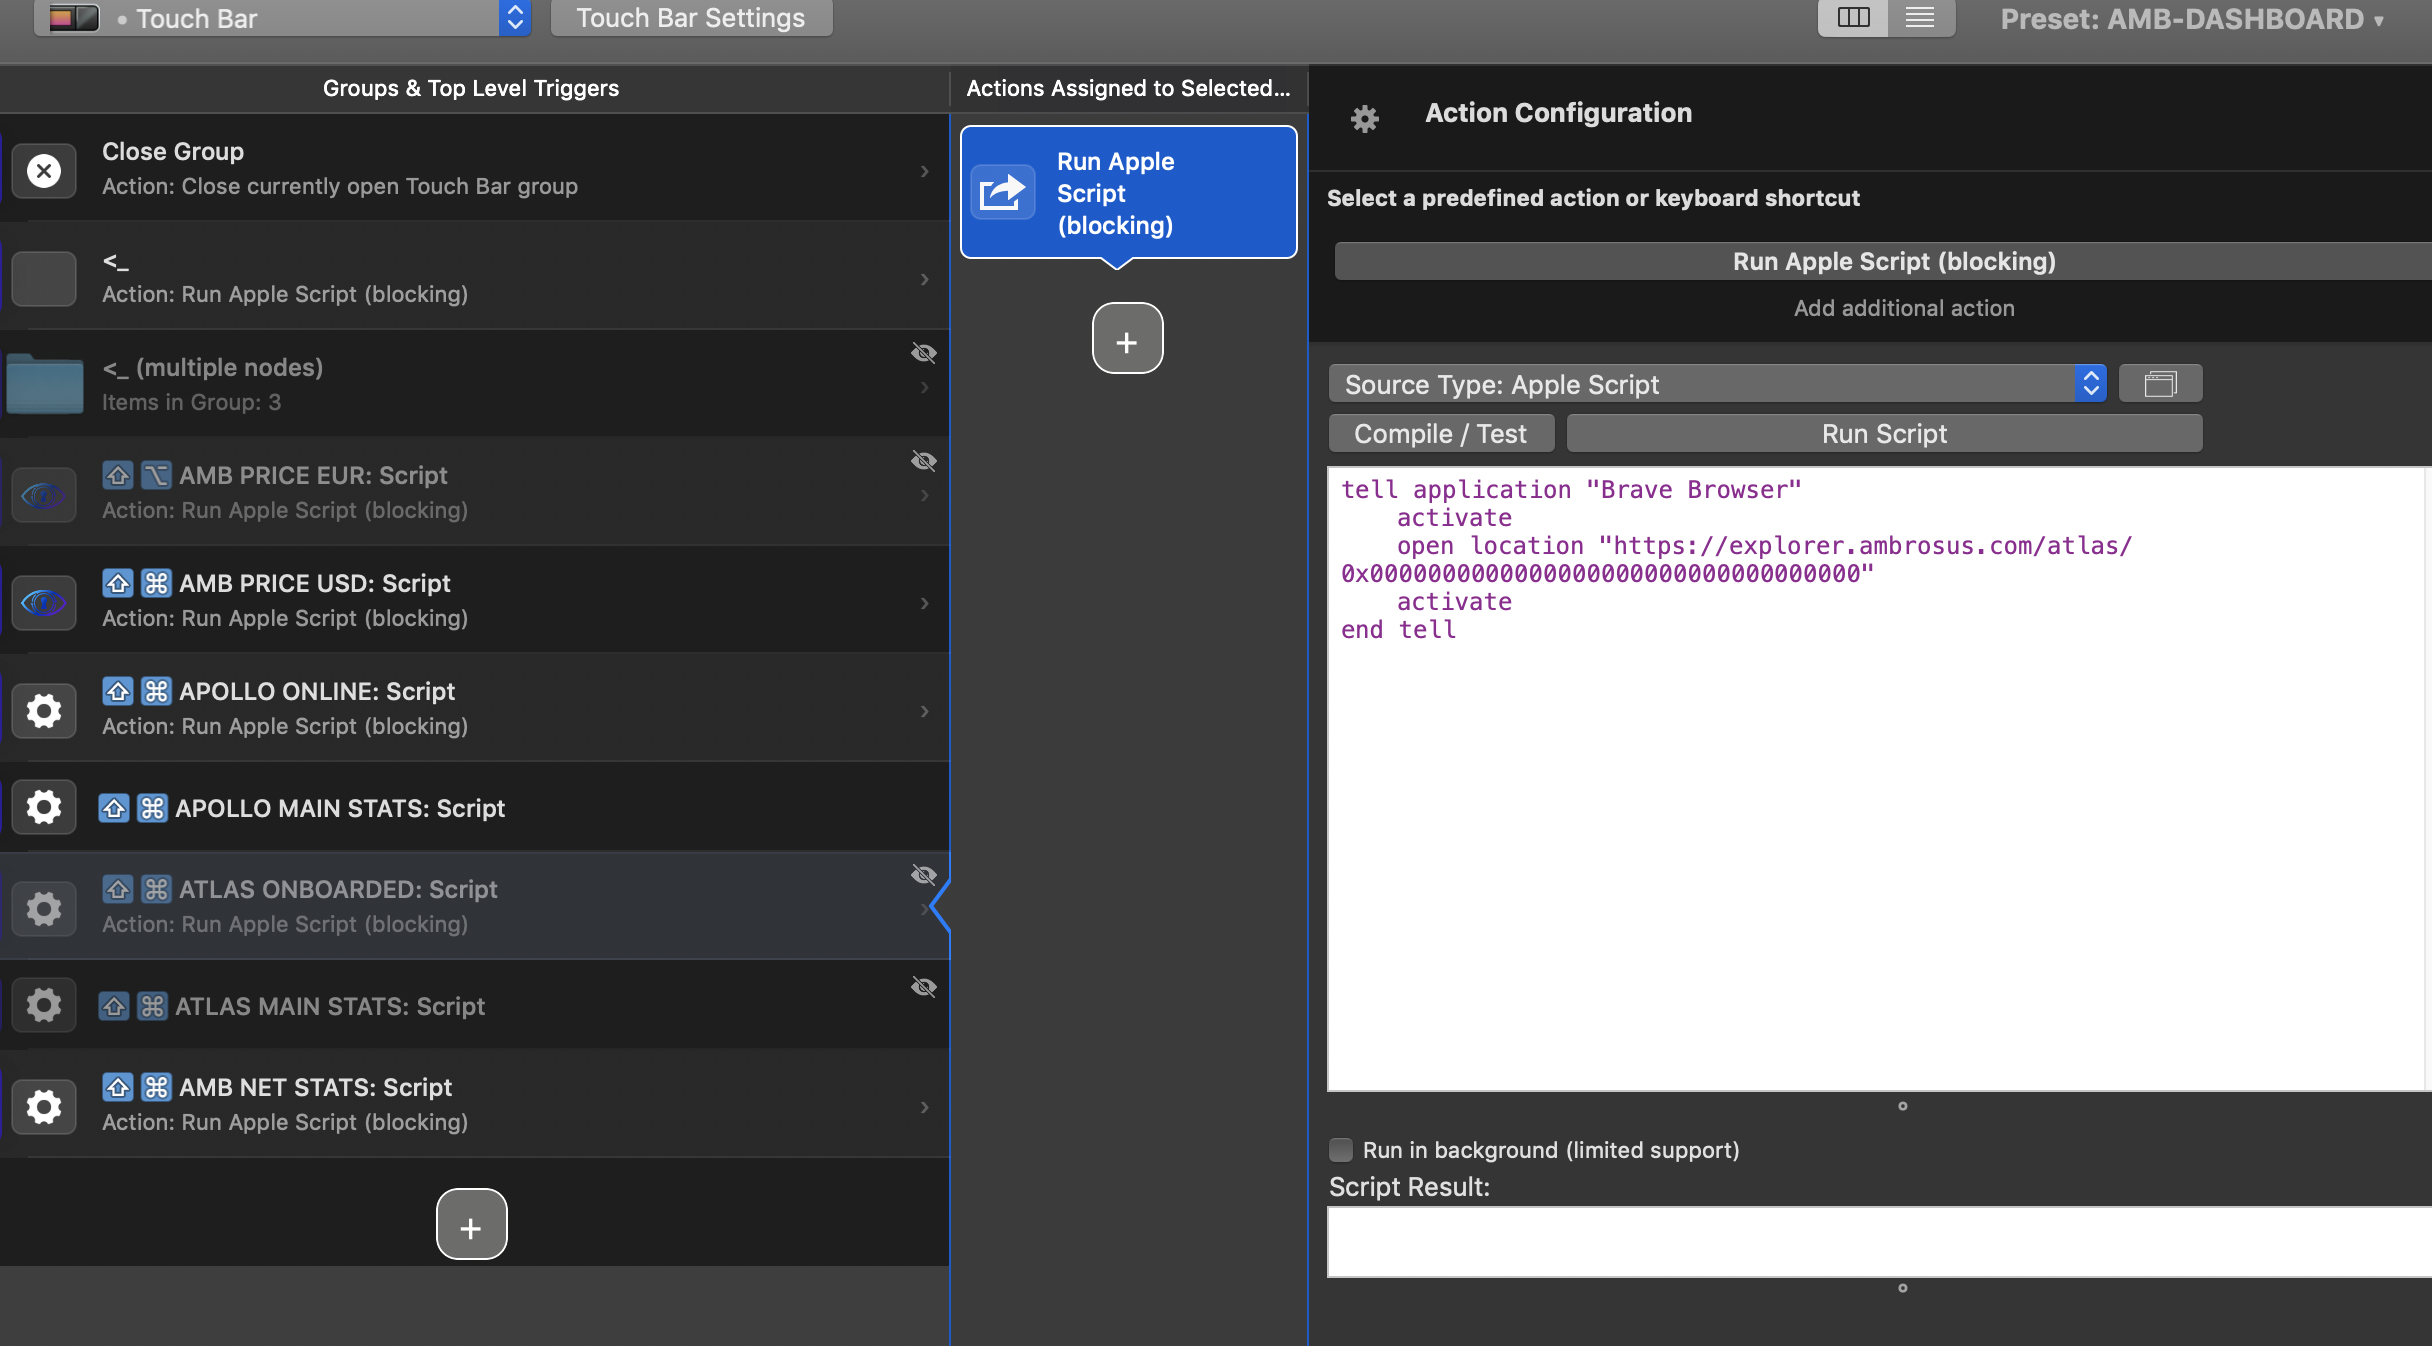 • Touch Bar
Touch Bar Settings
Preset: AMB-DASHBOARD ▾
Groups & Top Level Triggers
Close Group
Action: Close currently open Touch Bar group
<_
Action: Run Apple Script (blocking)
<_ (multiple nodes)
Items in Group: 3
AMB PRICE EUR: Script
Action: Run Apple Script (blocking)
AMB PRICE USD: Script
Action: Run Apple Script (blocking)
APOLLO ONLINE: Script
Action: Run Apple Script (blocking)
APOLLO MAIN STATS: Script
ATLAS ONBOARDED: Script
Action: Run Apple Script (blocking)
ATLAS MAIN STATS: Script
AMB NET STATS: Script
Action: Run Apple Script (blocking)
+
Actions Assigned to Selected...
Run Apple
Script
(blocking)
+
Action Configuration
Select a predefined action or keyboard shortcut
Run Apple Script (blocking)
Add additional action
Source Type: Apple Script
Compile / Test
Run Script
tell application "Brave Browser"
activate
open location "https://explorer.ambrosus.com/atlas/
0x0000000000000000000000000000000000"
activate
end tell
Run in background (limited support)
Script Result: